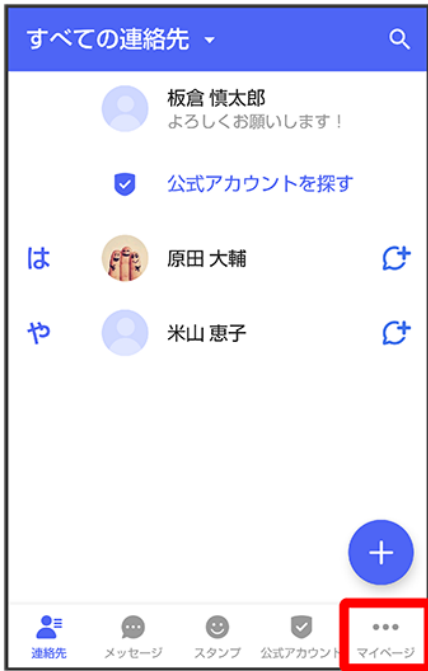 すべての連絡先
板倉 慎太郎
よろしくお願いします！
公式アカウントを探す
は
原田 大輔
や
米山 恵子
連絡先
メッセージ
スタンプ
公式アカウント
マイページ